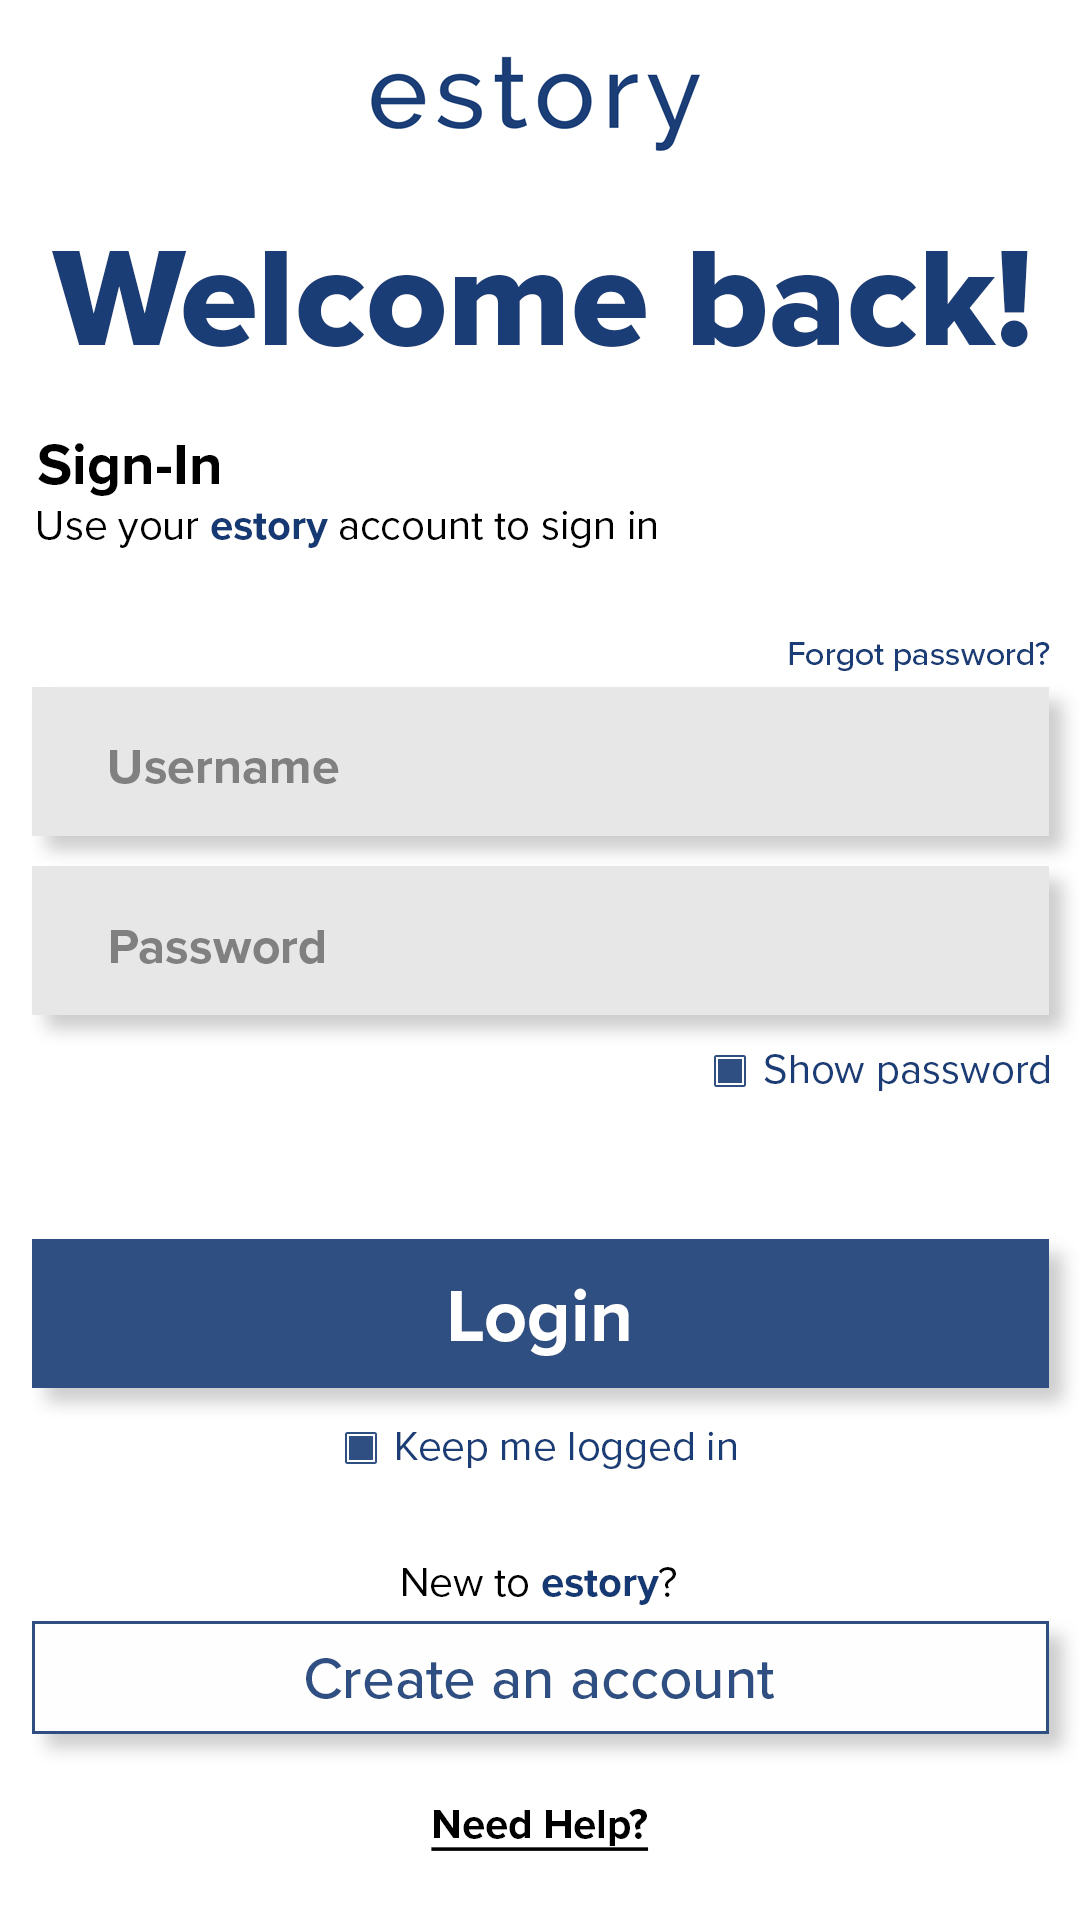 estory
Welcome back!
Sign-In
Use your estory account to sign in
Forgot password?
Username
Password
Show password
Login
Keep me logged in
New to estory?
Create an account
Need Help?